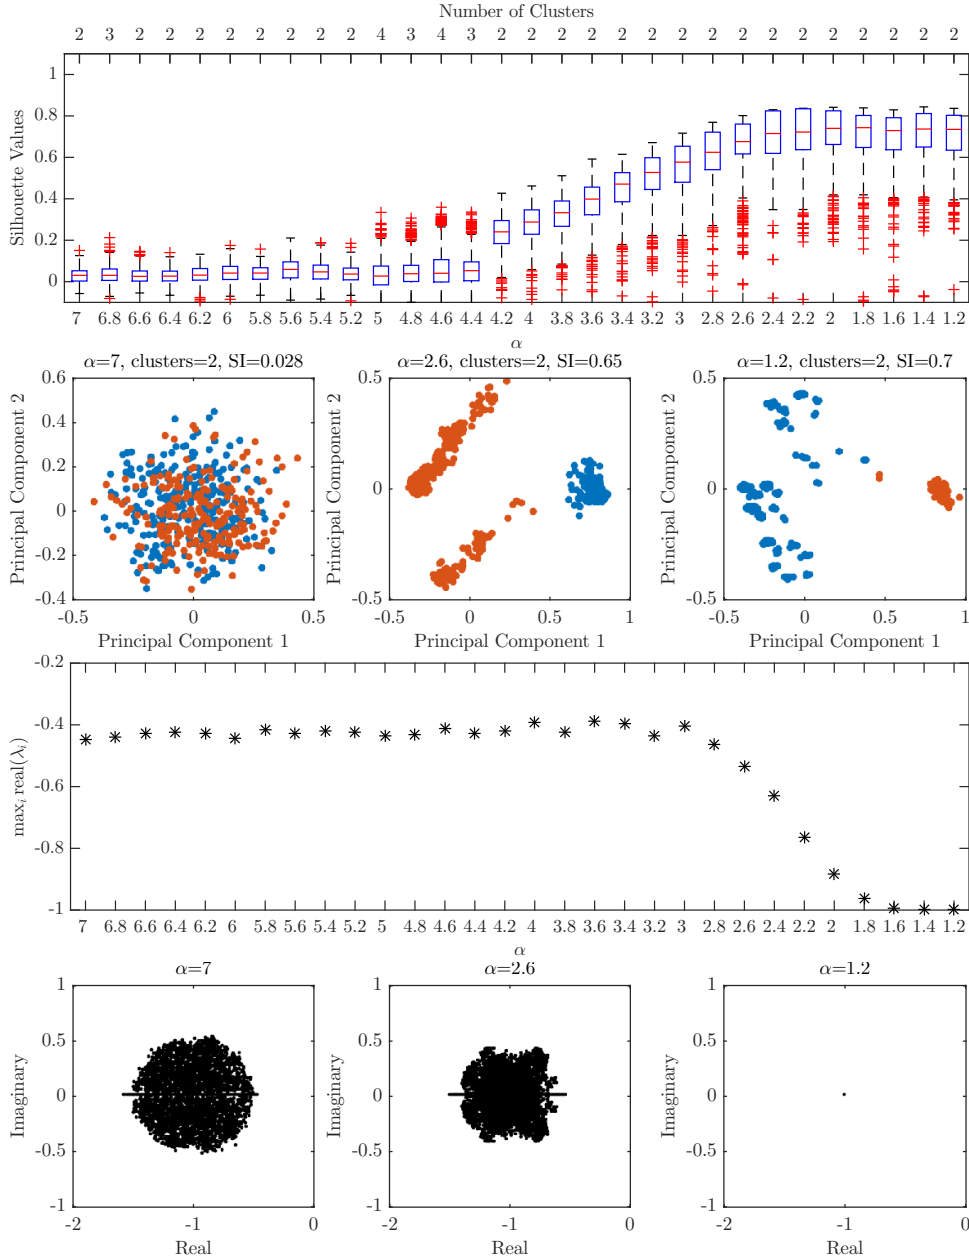 Number of Clusters
2 3 2 2 2 2 2 2 2 2 4 3 4 3 2 2 2 2 2 2 2 2 2 2 2 2 2 2 2 2
Silhouette Values
1
0.8
0.6
0.4
0.2
0
7 6.8 6.6 6.4 6.2 6 5.8 5.6 5.4 5.2 5 4.8 4.6 4.4 4.2 4 3.8 3.6 3.4 3.2 3 2.8 2.6 2.4 2.2 2 1.8 1.6 1.4 1.2
α
α=7, clusters=2, SI=0.028
Principal Component 2
0.6
0.4
0.2
0
-0.2
-0.4
-0.5 0 0.5
Principal Component 1
α=2.6, clusters=2, SI=0.65
Principal Component 2
0.5
0
-0.5
-0.5 0 0.5 1
Principal Component 1
α=1.2, clusters=2, SI=0.7
Principal Component 2
0.5
0
-0.5
-0.5 0 0.5 1
Principal Component 1
max_i real(λ_i)
-0.2
-0.4
-0.6
-0.8
-1
7 6.8 6.6 6.4 6.2 6 5.8 5.6 5.4 5.2 5 4.8 4.6 4.4 4.2 4 3.8 3.6 3.4 3.2 3 2.8 2.6 2.4 2.2 2 1.8 1.6 1.4 1.2
α
α=7
Imaginary
1
0.5
0
-0.5
-1
-2 -1 0
Real
α=2.6
Imaginary
1
0.5
0
-0.5
-1
-2 -1 0
Real
α=1.2
Imaginary
1
0.5
0
-0.5
-1
-2 -1 0
Real